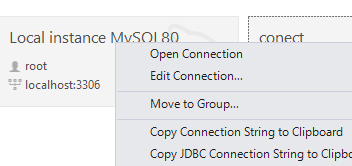 Local instance MySQL80
conect
root
localhost:3306
Open Connection
Edit Connection...
Move to Group...
Copy Connection String to Clipboard
Copy JDBC Connection String to